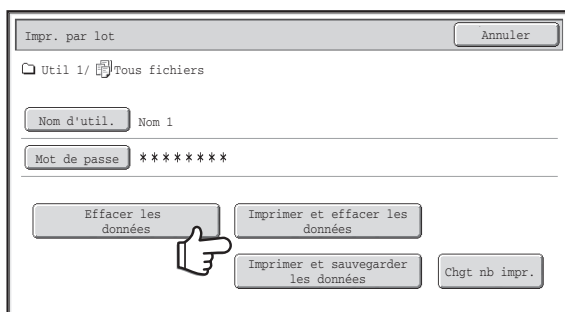 Impr. par lot
Annuler
Util 1/ Tous fichiers
Nom d'util.
Nom 1
Mot de passe
********
Effacer les
données
Imprimer et effacer les
données
Imprimer et sauvegarder
les données
Chgt nb impr.